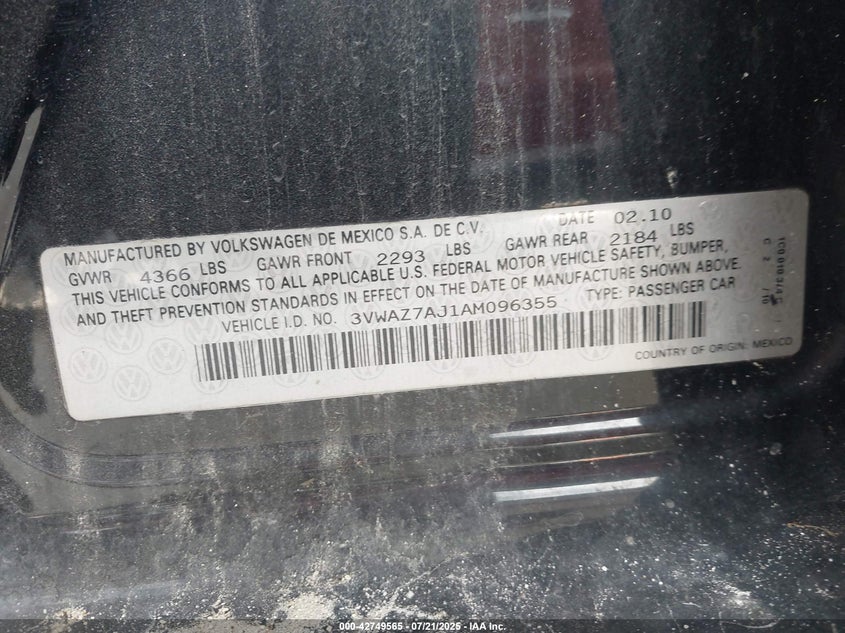 MANUFACTURED BY VOLKSWAGEN DE MEXICO S.A. DE C.V. DATE 02.10
GVWR 4366 LBS GAWR FRONT 2293 LBS GAWR REAR 2184 LBS
THIS VEHICLE CONFORMS TO ALL APPLICABLE U.S. FEDERAL MOTOR VEHICLE SAFETY, BUMPER,
AND THEFT PREVENTION STANDARDS IN EFFECT ON THE DATE OF MANUFACTURE SHOWN ABOVE.
VEHICLE I.D. NO. 3VWAZ7AJ1AM096355 TYPE: PASSENGER CAR
COUNTRY OF ORIGIN: MEXICO
000-42749565 - 07/21/2025 - IAA Inc.